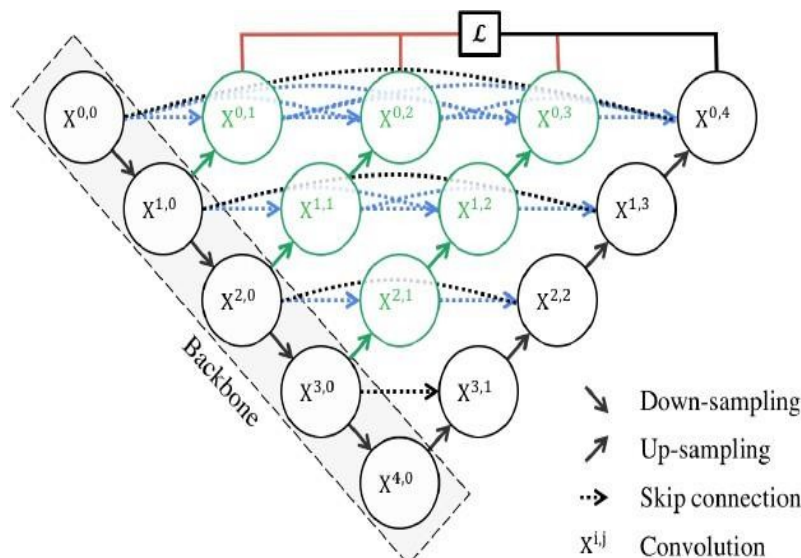 ℒ
X⁰,⁰ X⁰,¹ X⁰,² X⁰,³ X⁰,⁴
X¹,⁰ X¹,¹ X¹,² X¹,³
X²,⁰ X²,¹ X²,² 
X³,⁰ X³,¹
X⁴,⁰
Backbone
Down-sampling
Up-sampling
Skip connection
Xⁱ,ʲ Convolution